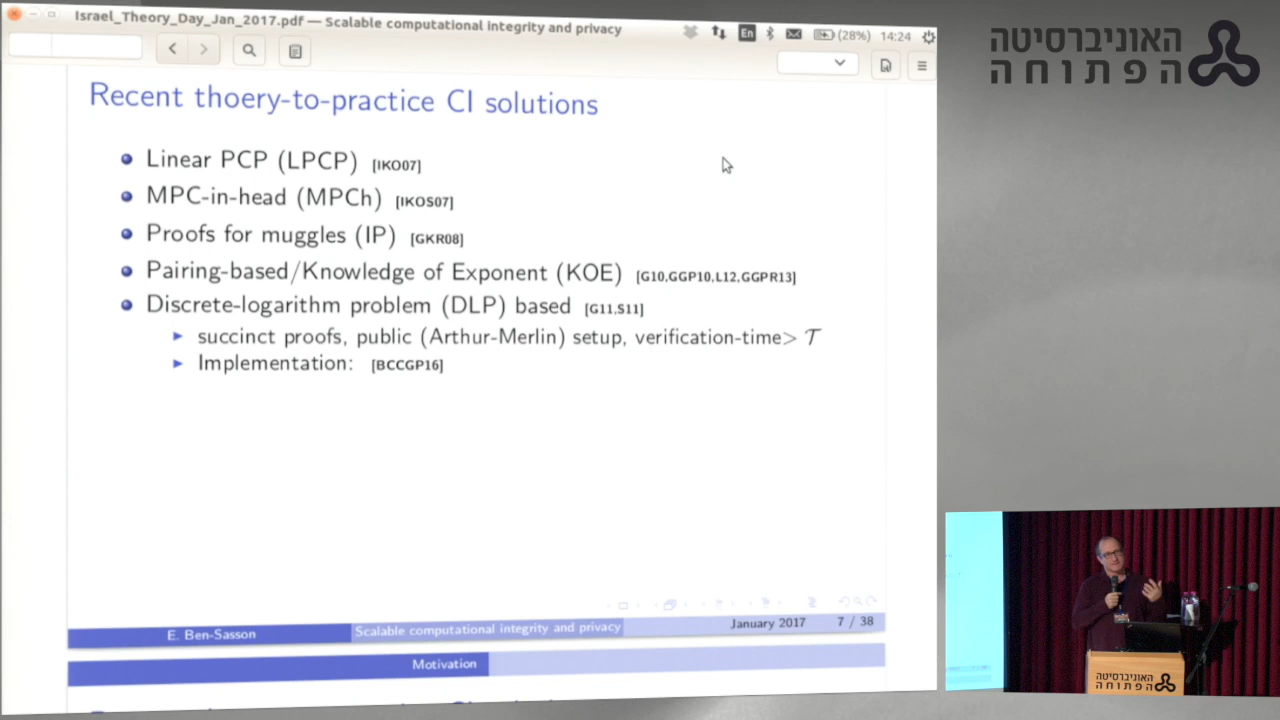 Israel_Theory_Day_Jan_2017.pdf — Scalable computational integrity and privacy
En (28%) 14:24
Recent thoery-to-practice CI solutions
Linear PCP (LPCP) [IKO07]
MPC-in-head (MPCh) [IKOS07]
Proofs for muggles (IP) [GKR08]
Pairing-based/Knowledge of Exponent (KOE) [G10,GGP10,L12,GGPR13]
Discrete-logarithm problem (DLP) based [G11,S11]
succinct proofs, public (Arthur-Merlin) setup, verification-time> T
Implementation: [BCCGP16]
E. Ben-Sasson Scalable computational integrity and privacy January 2017 7 / 38
Motivation
האוניברסיטה
הפתוחה
האוניברסיטה
הפתוחה